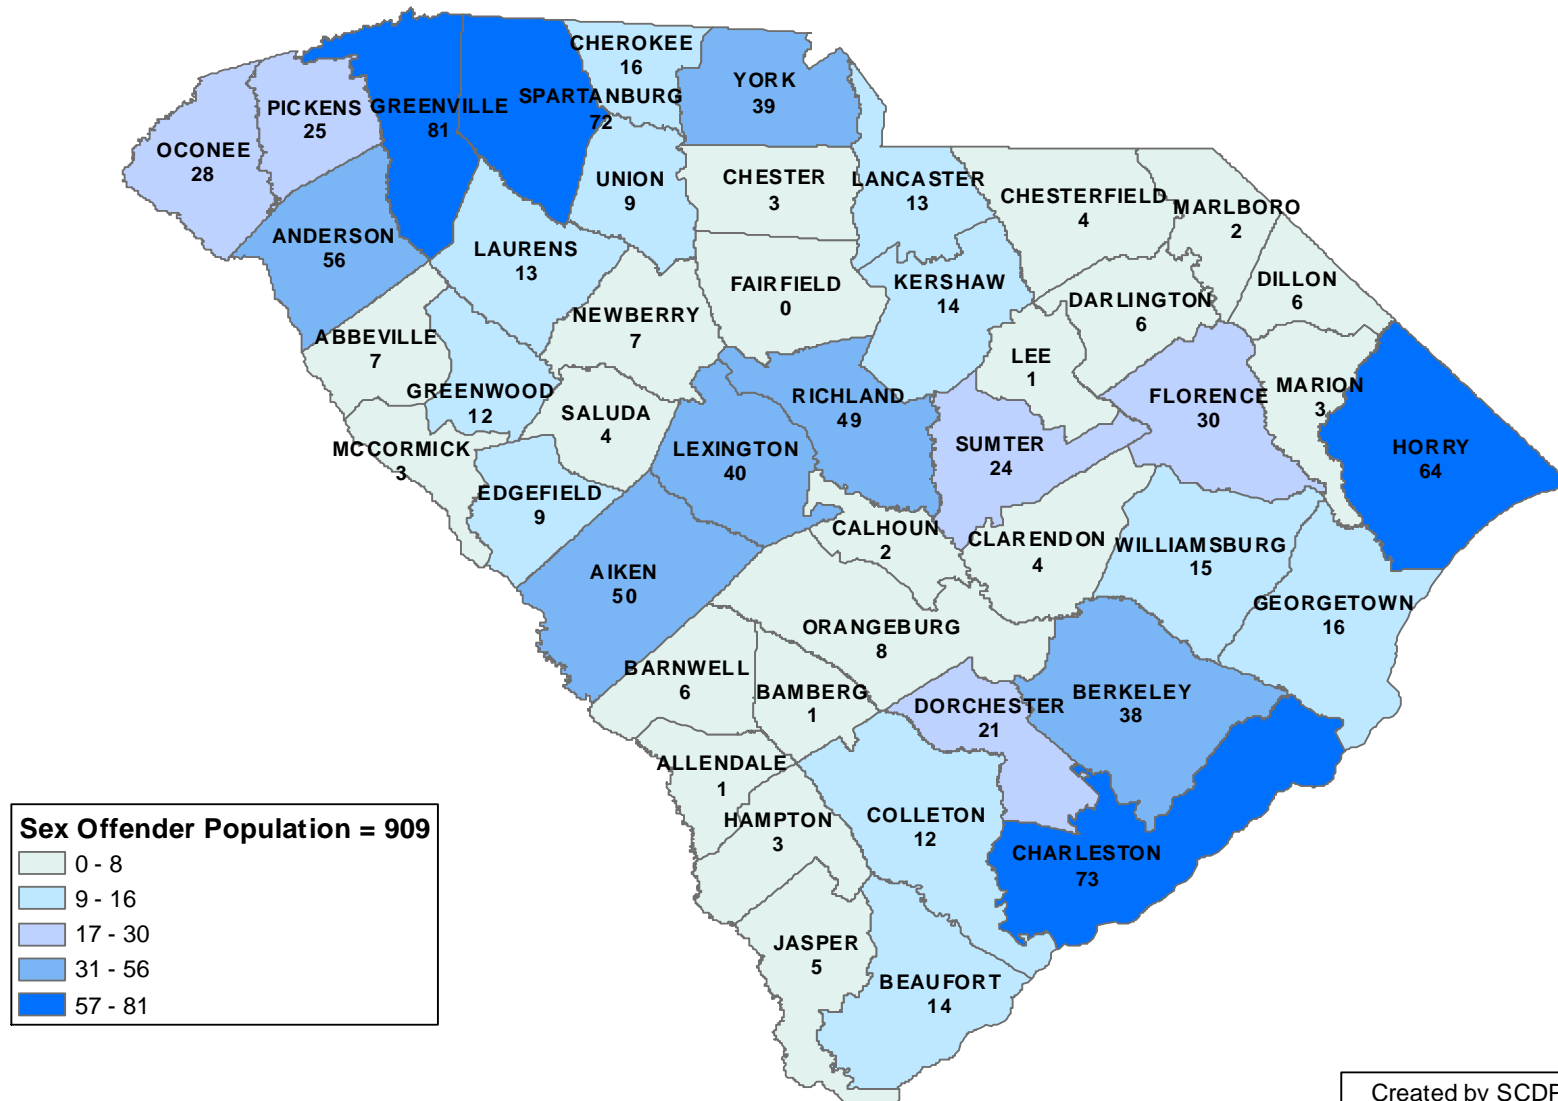 CHEROKEE
16
YORK
39
SPARTANBURG
72
GREENVILLE
81
PICKENS
25
OCONEE
28
UNION
9
CHESTER
3
LANCASTER
13
CHESTERFIELD
4
MARLBORO
2
ANDERSON
56
LAURENS
13
DILLON
6
FAIRFIELD
0
KERSHAW
14
DARLINGTON
6
NEWBERRY
7
ABBEVILLE
7
LEE
1
GREENWOOD
12
SALUDA
4
RICHLAND
49
FLORENCE
30
MARION
3
MCCORMICK
3
LEXINGTON
40
SUMTER
24
HORRY
64
EDGEFIELD
9
CALHOUN
2
CLARENDON
4
WILLIAMSBURG
15
AIKEN
50
GEORGETOWN
16
ORANGEBURG
8
BARNWELL
6
BAMBERG
1
DORCHESTER
21
BERKELEY
38
ALLENDALE
1
HAMPTON
3
COLLETON
12
CHARLESTON
73
JASPER
5
BEAUFORT
14
Sex Offender Population = 909
0 - 8
9 - 16
17 - 30
31 - 56
57 - 81
Created by SCDP